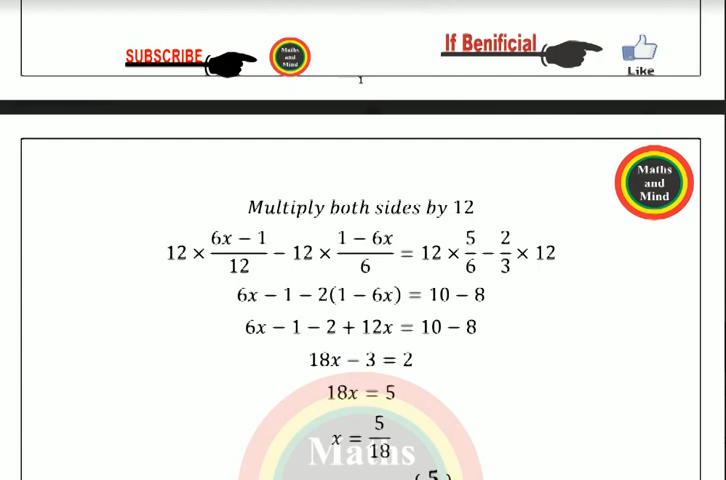 SUBSCRIBE
Maths
and
Mind
If Benificial
Like
1
Maths
and
Mind
Multiply both sides by 12
12 × (6x − 1)/12 − 12 × (1 − 6x)/6 = 12 × 5/6 − 2/3 × 12
6x − 1 − 2(1 − 6x) = 10 − 8
6x − 1 − 2 + 12x = 10 − 8
18x − 3 = 2
18x = 5
x = 5/18
Maths
(5)